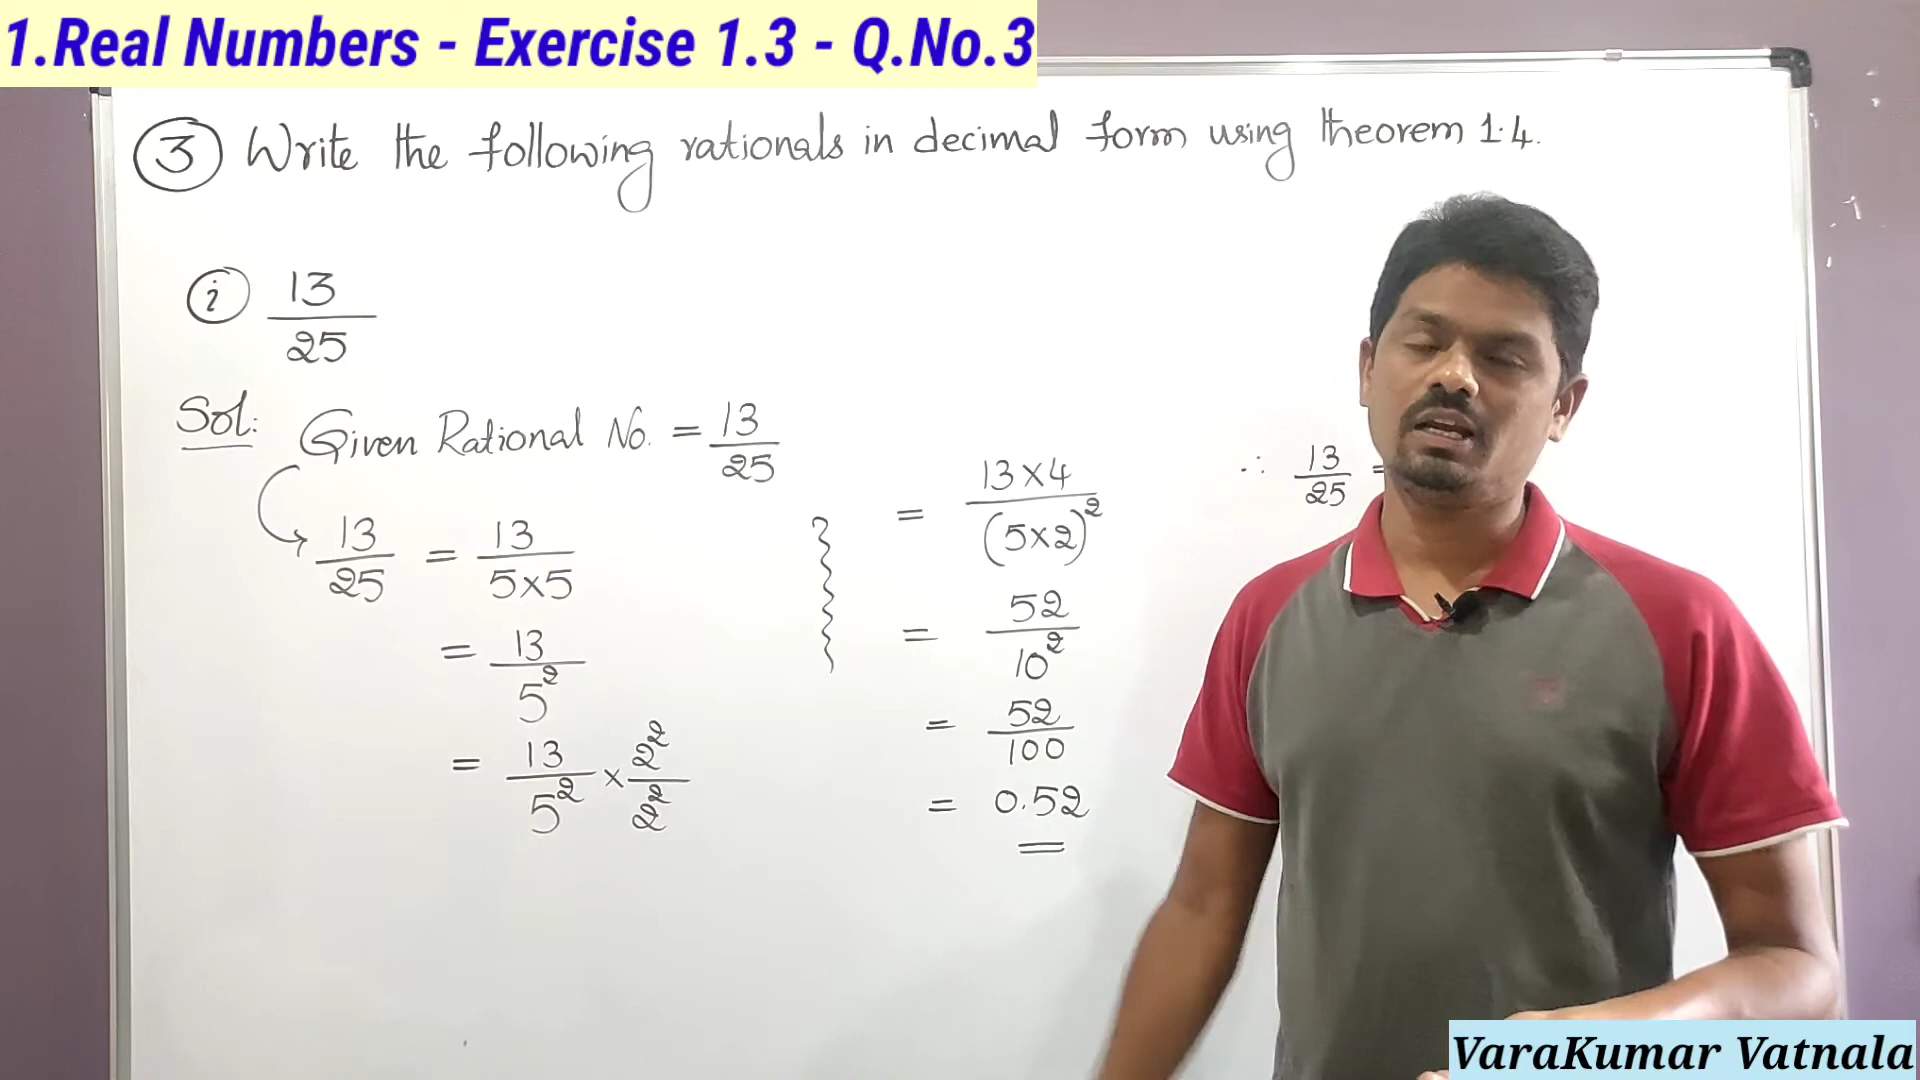 1.Real Numbers - Exercise 1.3 - Q.No.3
3 Write the following rationals in decimal form using theorem 1.4.
i 13/25
Sol: Given Rational No. = 13/25
13/25 = 13/5×5
= 13/5²
= 13/5² × 2²/2²
= 13×4/(5×2)²
= 52/10²
= 52/100
= 0.52
∴ 13/25 =
VaraKumar Vatnala